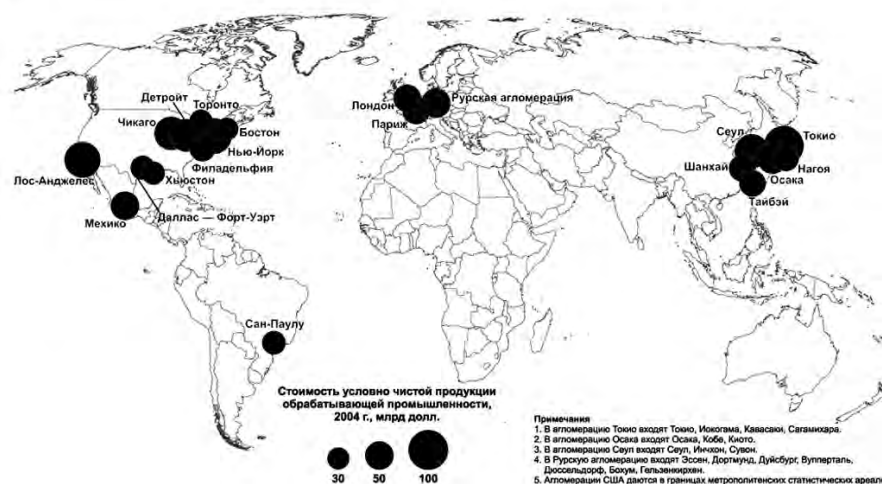 Детройт
Торонто
Чикаго
Бостон
Нью-Йорк
Филадельфия
Лос-Анджелес
Хьюстон
Мехико
Даллас — Форт-Уэрт
Лондон
Рурская агломерация
Париж
Сеул
Токио
Шанхай
Нагоя
Осака
Тайбэй
Сан-Паулу
Стоимость условно чистой продукции
обрабатывающей промышленности,
2004 г., млрд долл.
30 50 100
Примечания
1. В агломерацию Токио входят Токио, Иокогама, Кавасаки, Сагамихара.
2. В агломерацию Осака входят Осака, Кобе, Киото.
3. В агломерацию Сеул входят Сеул, Инчхон, Сувон.
4. В Рурскую агломерацию входят Эссен, Дортмунд, Дуйсбург, Вупперталь,
Дюссельдорф, Бохум, Гельзенкирхен.
5. Агломерации США даются в границах метрополитенских статистических ареало